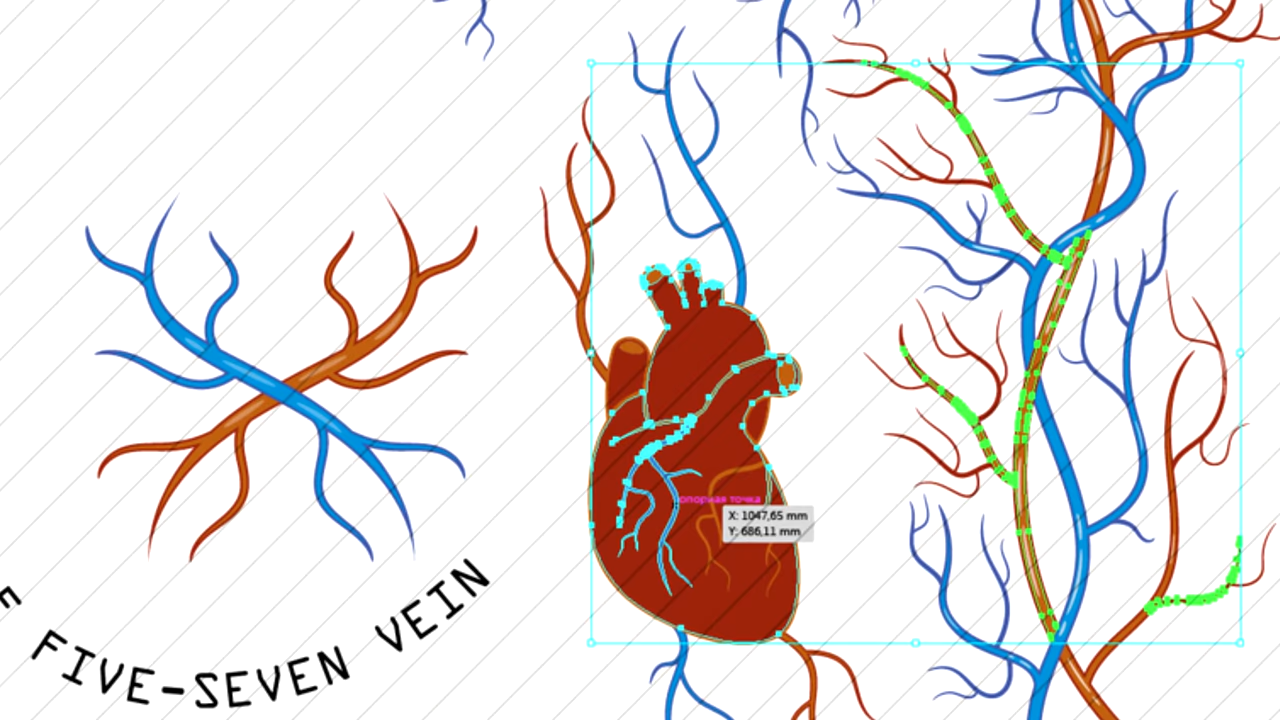 опорная точка
X: 1047,65 mm
Y: 686,11 mm
FIVE-SEVEN VEIN